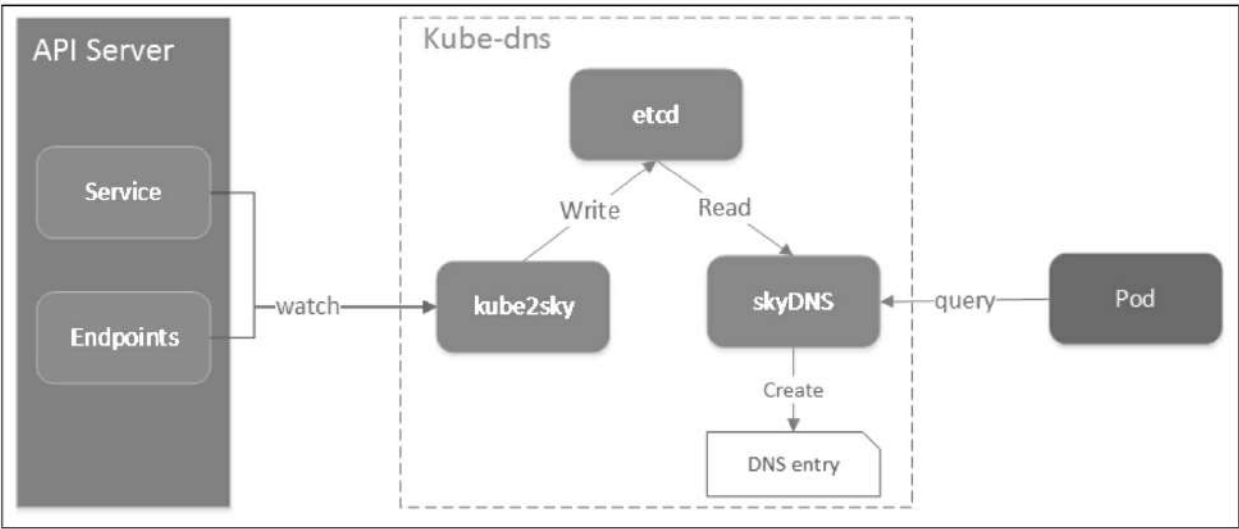 API Server
Kube-dns
etcd
Service
Write
Read
watch
kube2sky
skyDNS
query
Pod
Endpoints
Create
DNS entry